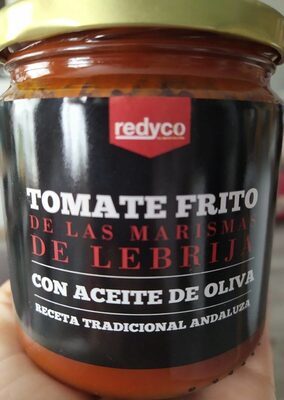 redyco
TOMATE FRITO
DE LAS MARISMAS
DE LEBRIJA
CON ACEITE DE OLIVA
RECETA TRADICIONAL ANDALUZA